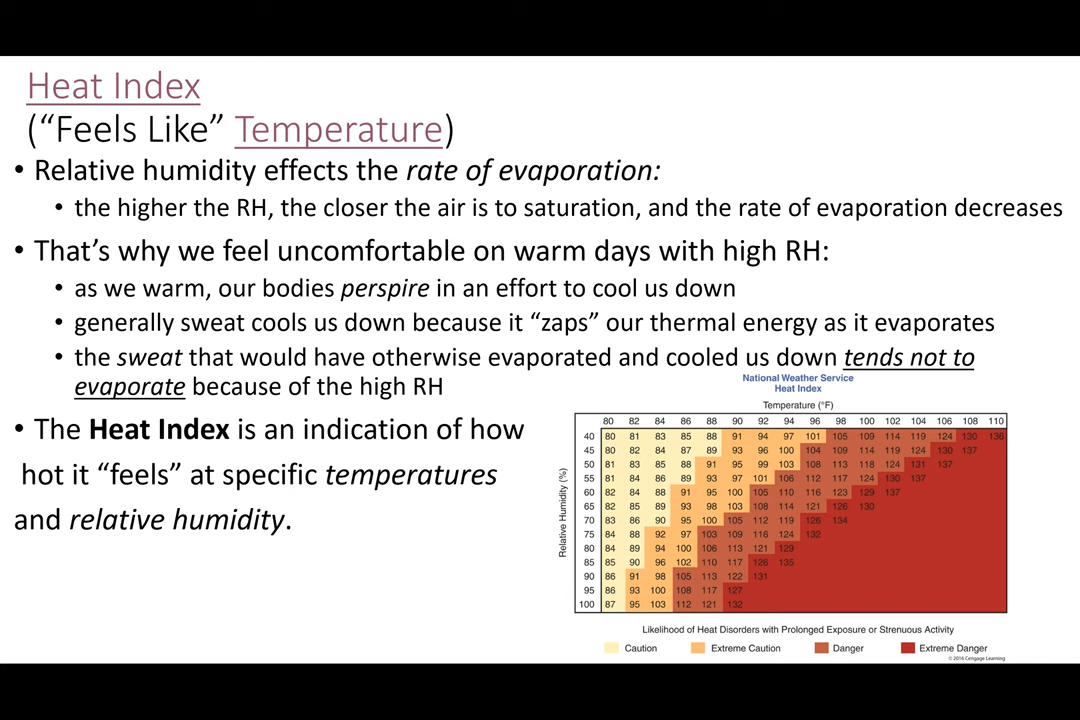 Heat Index
(“Feels Like” Temperature)
• Relative humidity effects the rate of evaporation:
• the higher the RH, the closer the air is to saturation, and the rate of evaporation decreases
• That’s why we feel uncomfortable on warm days with high RH:
• as we warm, our bodies perspire in an effort to cool us down
• generally sweat cools us down because it “zaps” our thermal energy as it evaporates
• the sweat that would have otherwise evaporated and cooled us down tends not to
evaporate because of the high RH
• The Heat Index is an indication of how
hot it “feels” at specific temperatures
and relative humidity.
National Weather Service
Heat Index
Temperature (°F)
80 82 84 86 88 90 92 94 96 98 100 102 104 106 108 110
Relative Humidity (%)
40 80 81 83 85 88 91 94 97 101 105 109 114 119 124 130 136
45 80 82 84 87 89 93 96 100 104 109 114 119 124 130 137
50 81 83 85 88 91 95 99 103 108 113 118 124 131 137
55 81 84 86 89 93 97 101 106 112 117 124 130 137
60 82 84 88 91 95 100 105 110 116 123 129 137
65 82 85 89 93 98 103 108 114 121 126 130
70 83 86 90 95 100 105 112 119 126 134
75 84 88 92 97 103 109 116 124 132
80 84 89 94 100 106 113 121 129
85 85 90 96 102 110 117 126 135
90 86 91 98 105 113 122 131
95 86 93 100 108 117 127
100 87 95 103 112 121 132
Likelihood of Heat Disorders with Prolonged Exposure or Strenuous Activity
Caution Extreme Caution Danger Extreme Danger
© 2016 Cengage Learning